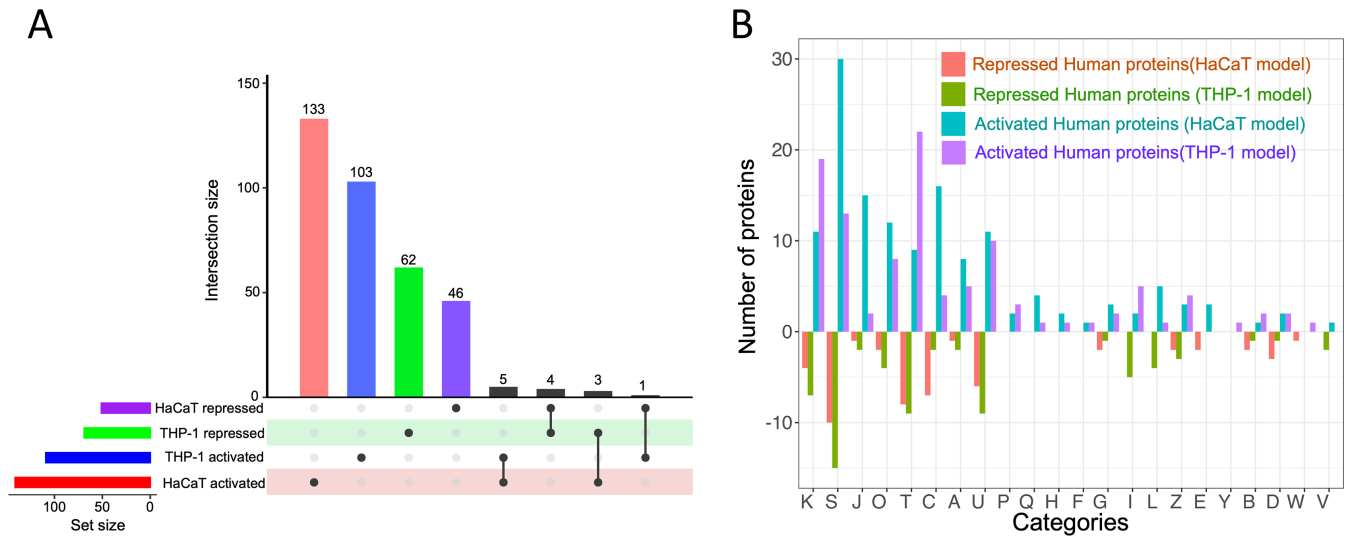 A
150
100
50
0
Intersection size
133
103
62
46
5
4
3
1
HaCaT repressed
THP-1 repressed
THP-1 activated
HaCaT activated
100 50 0
Set size
B
Repressed Human proteins(HaCaT model)
Repressed Human proteins (THP-1 model)
Activated Human proteins (HaCaT model)
Activated Human proteins(THP-1 model)
30
20
10
0
-10
Number of proteins
K S J O T C A U P Q H F G I L Z E Y B D W V
Categories